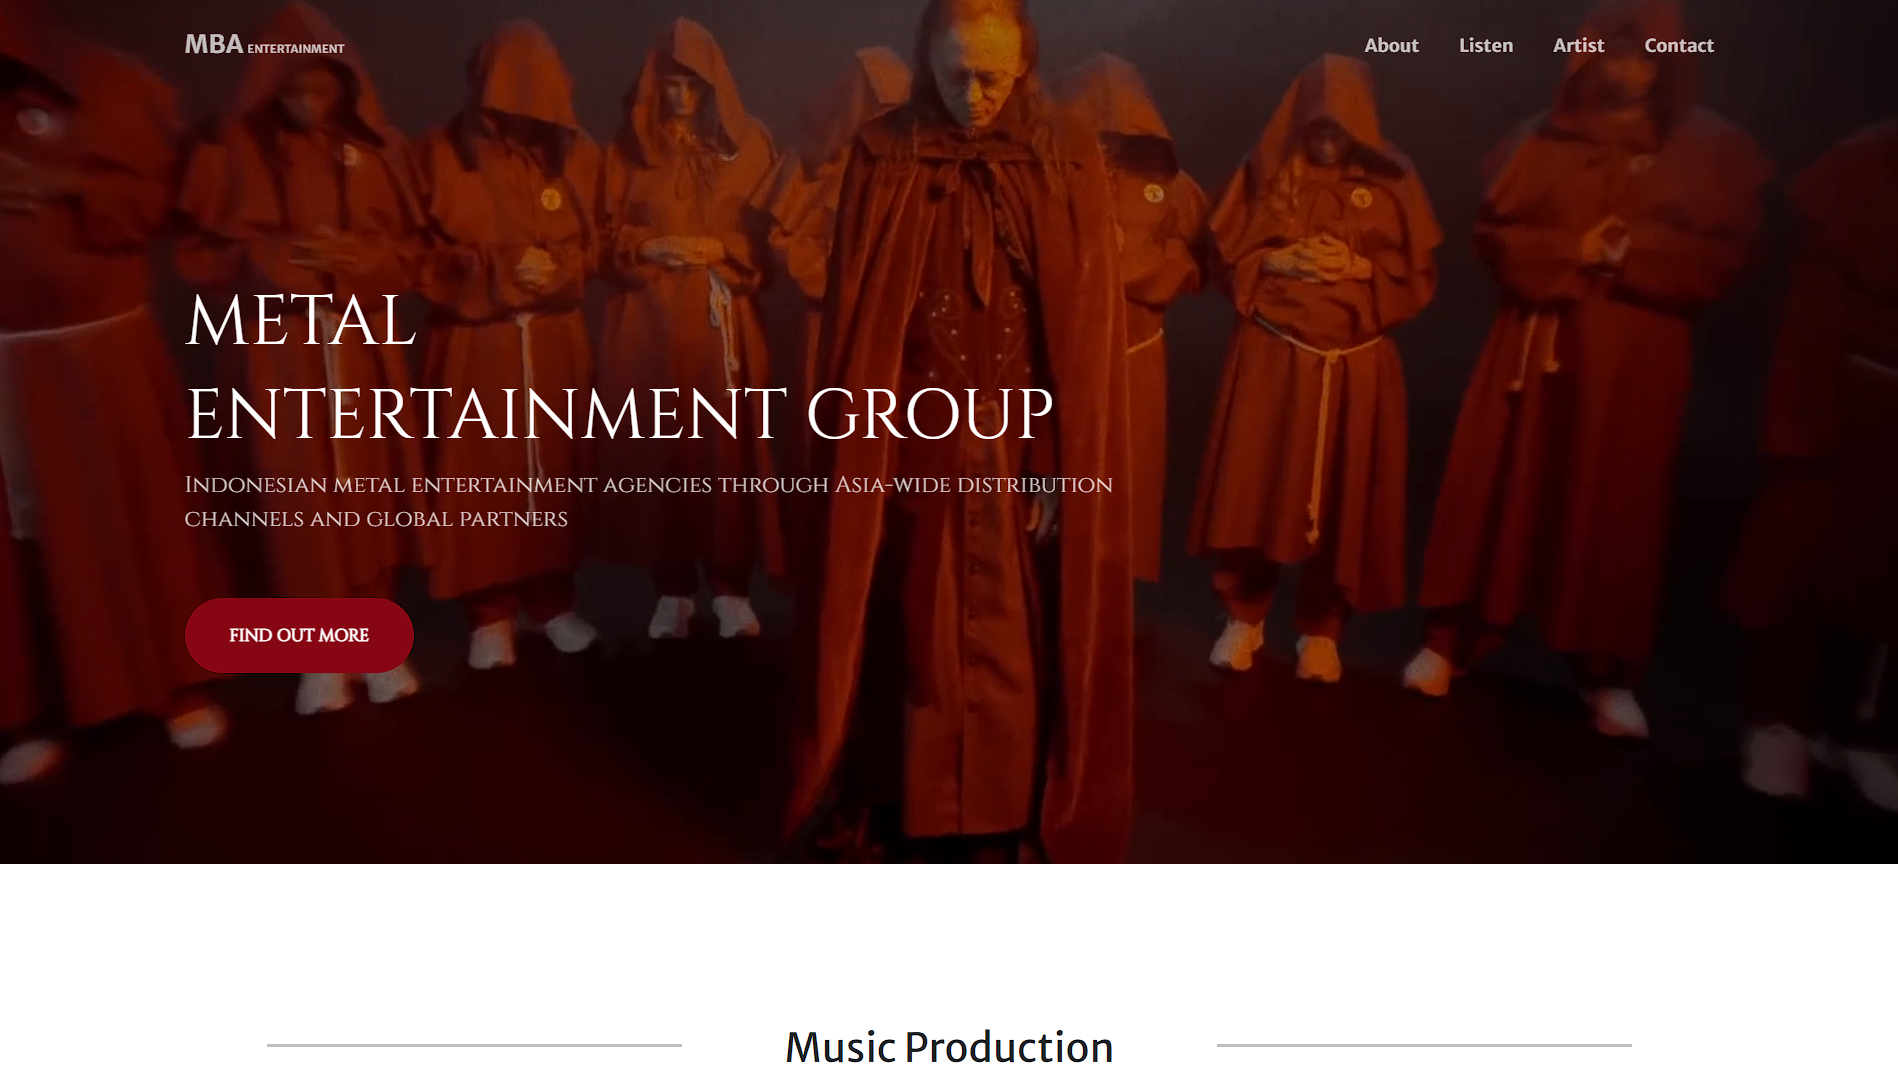 MBA ENTERTAINMENT
About Listen Artist Contact
METAL
ENTERTAINMENT GROUP
Indonesian metal entertainment agencies through Asia-wide distribution
channels and global partners
FIND OUT MORE
Music Production